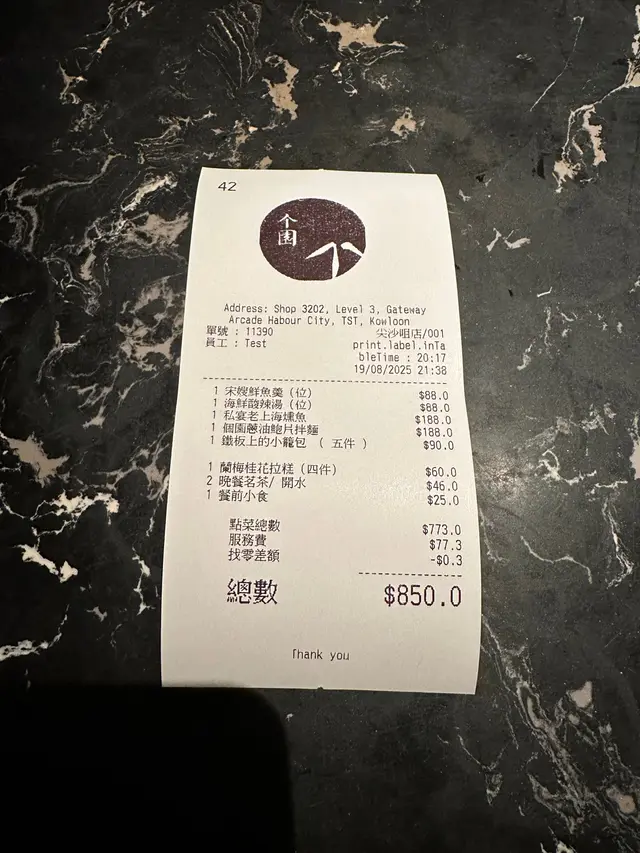 42
个
園
Address: Shop 3202, Level 3, Gateway
Arcade Habour City, TST, Kowloon
單號 : 11390 尖沙咀店/001
員工 : Test print.label.inTa
bleTime : 20:17
19/08/2025 21:38
1 宋嫂鮮魚羹（位） $88.0
1 海鮮酸辣湯（位） $88.0
1 私宴老上海燻魚 $188.0
1 個園蔥油鮑片拌麵 $188.0
1 鐵板上的小籠包 （ 五件 ） $90.0
1 蘭梅桂花拉糕（四件） $60.0
2 晚餐茗茶/ 開水 $46.0
1 餐前小食 $25.0
點菜總數 $773.0
服務費 $77.3
找零差額 -$0.3
總數 $850.0
Thank you